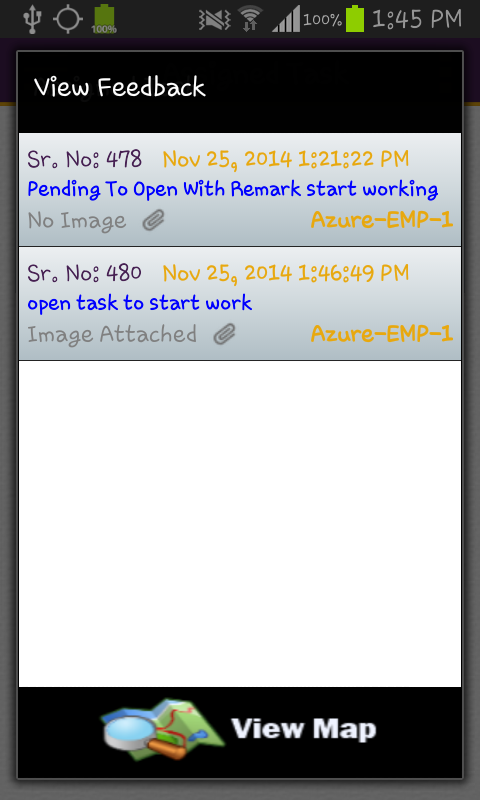 100% 100% 1:45 PM
View Feedback
Sr. No: 478 Nov 25, 2014 1:21:22 PM
Pending To Open With Remark start working
No Image Azure-EMP-1
Sr. No: 480 Nov 25, 2014 1:46:49 PM
open task to start work
Image Attached Azure-EMP-1
View Map